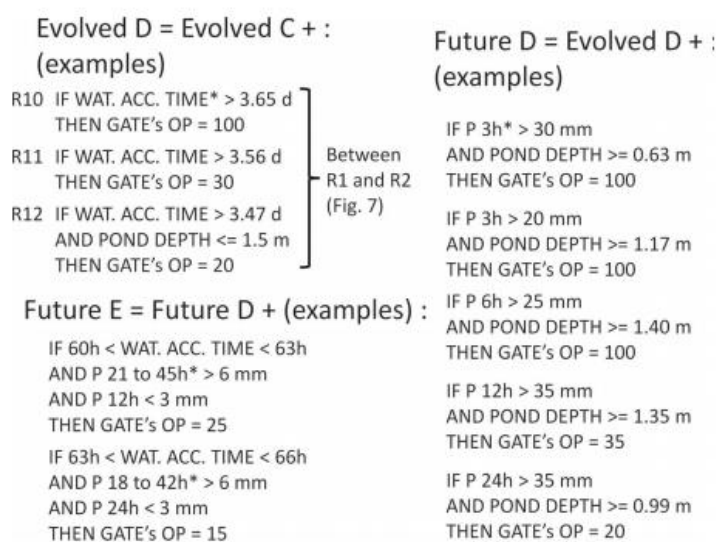 Evolved D = Evolved C + :
(examples)
R10 IF WAT. ACC. TIME* > 3.65 d
THEN GATE's OP = 100
R11 IF WAT. ACC. TIME > 3.56 d
THEN GATE's OP = 30
R12 IF WAT. ACC. TIME > 3.47 d
AND POND DEPTH <= 1.5 m
THEN GATE's OP = 20
Between
R1 and R2
(Fig. 7)
Future E = Future D + (examples) :
IF 60h < WAT. ACC. TIME < 63h
AND P 21 to 45h* > 6 mm
AND P 12h < 3 mm
THEN GATE's OP = 25
IF 63h < WAT. ACC. TIME < 66h
AND P 18 to 42h* > 6 mm
AND P 24h < 3 mm
THEN GATE's OP = 15
Future D = Evolved D + :
(examples)
IF P 3h* > 30 mm
AND POND DEPTH >= 0.63 m
THEN GATE's OP = 100
IF P 3h > 20 mm
AND POND DEPTH >= 1.17 m
THEN GATE's OP = 100
IF P 6h > 25 mm
AND POND DEPTH >= 1.40 m
THEN GATE's OP = 100
IF P 12h > 35 mm
AND POND DEPTH >= 1.35 m
THEN GATE's OP = 35
IF P 24h > 35 mm
AND POND DEPTH >= 0.99 m
THEN GATE's OP = 20